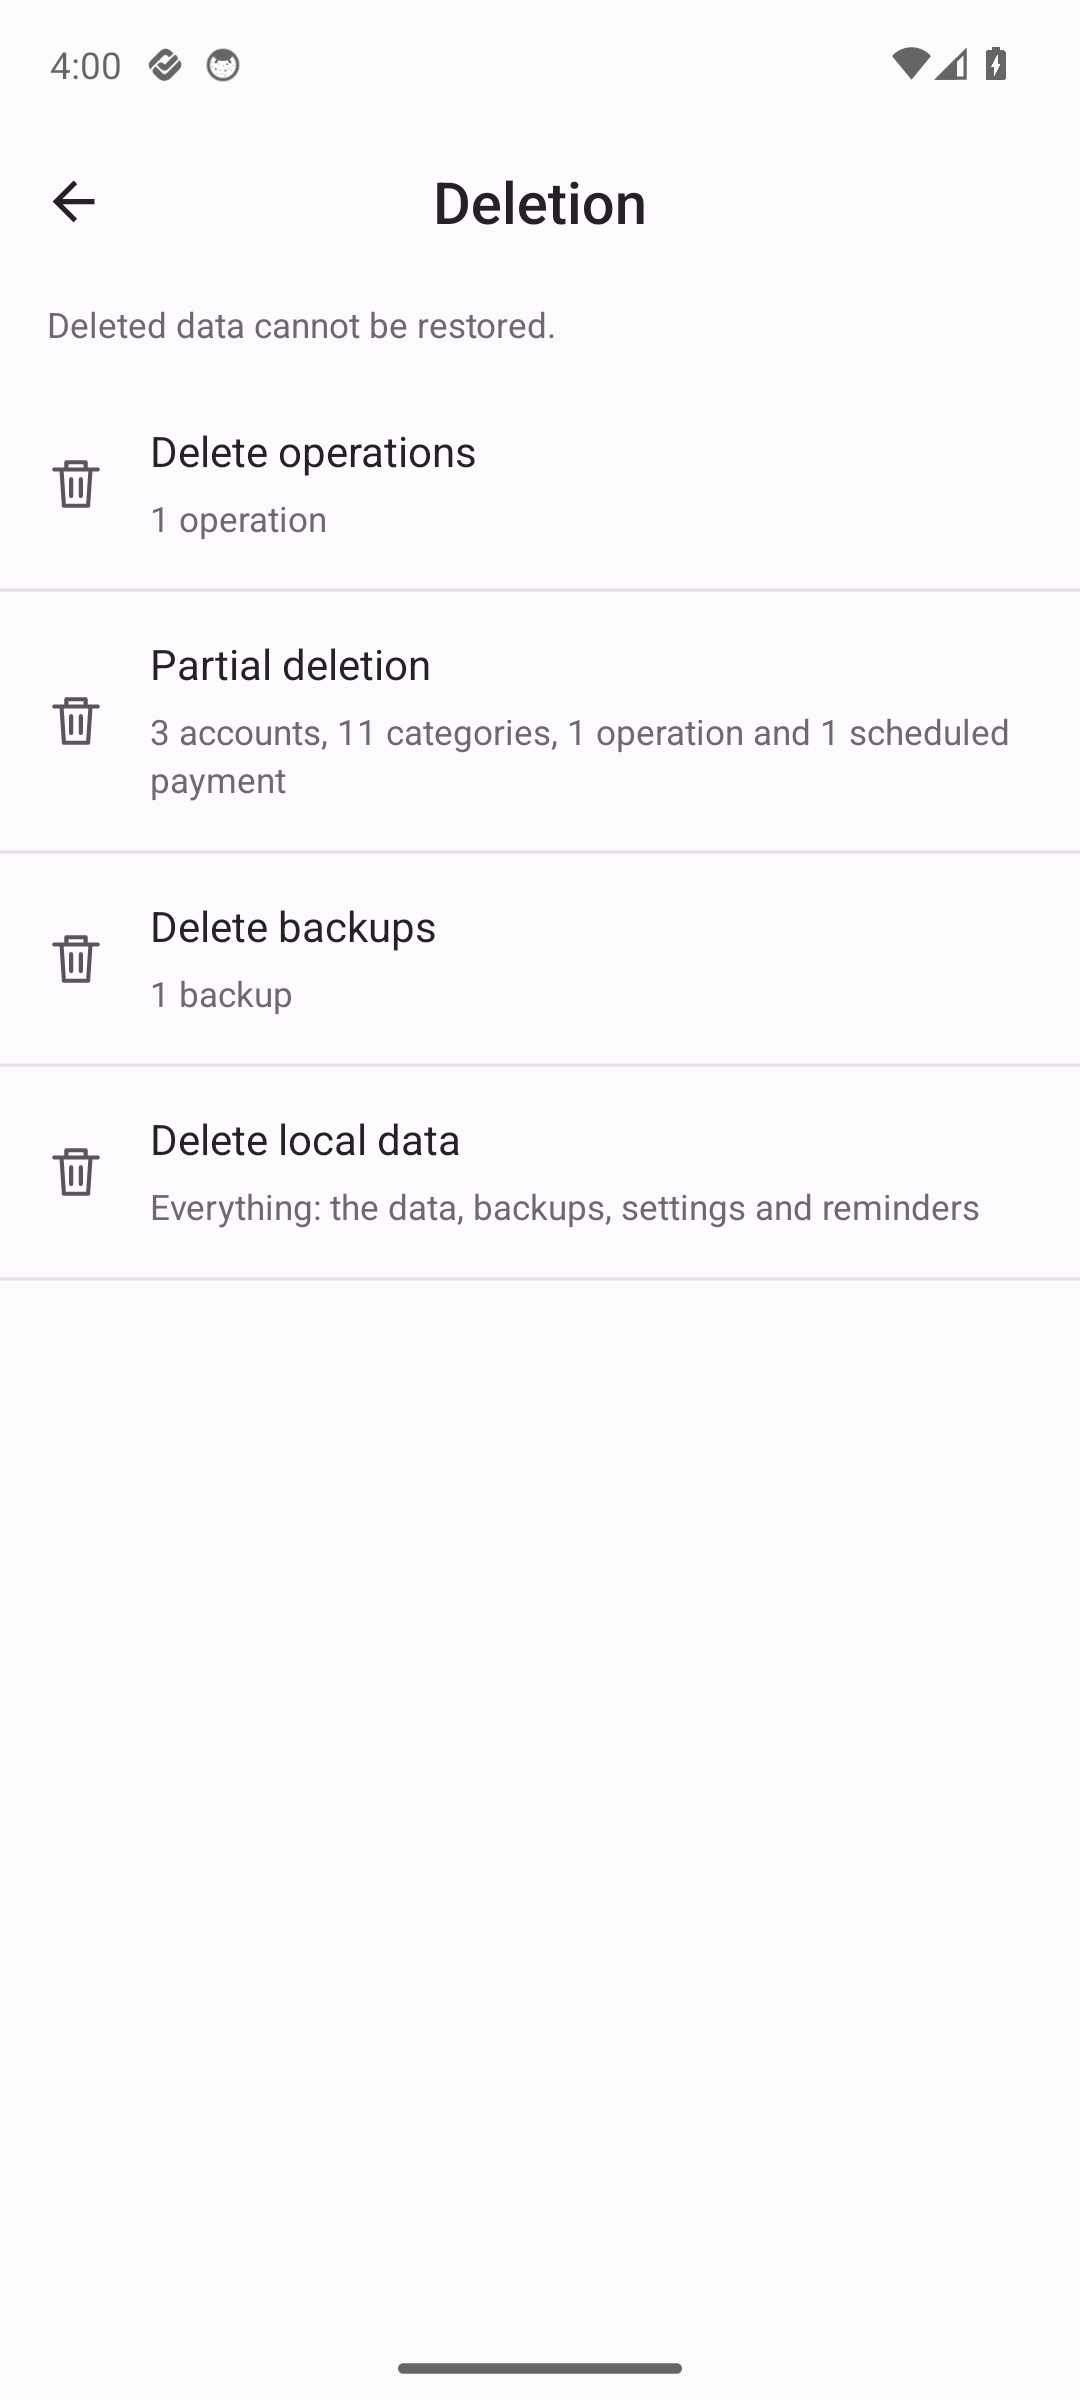 4:00
Deletion
Deleted data cannot be restored.
Delete operations
1 operation
Partial deletion
3 accounts, 11 categories, 1 operation and 1 scheduled
payment
Delete backups
1 backup
Delete local data
Everything: the data, backups, settings and reminders